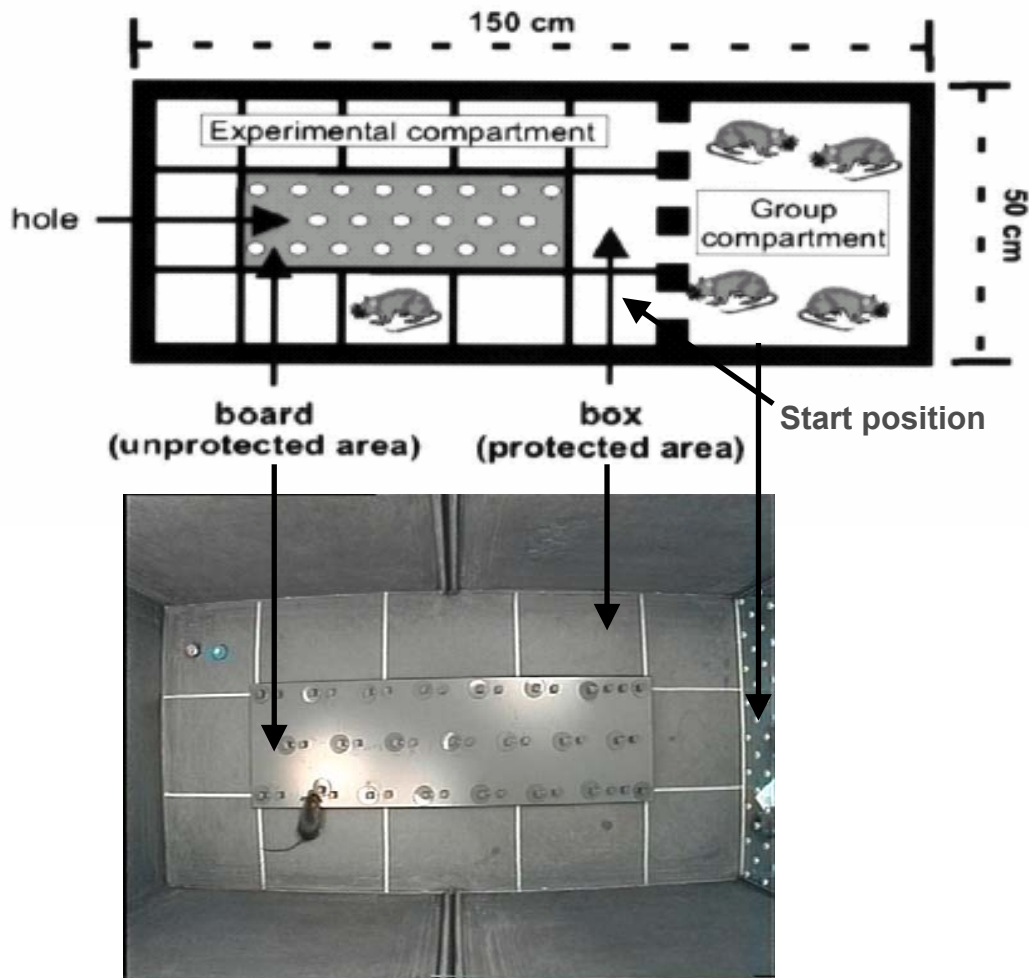 150 cm
Experimental compartment
hole
Group
compartment
50 cm
board
(unprotected area)
box
(protected area)
Start position